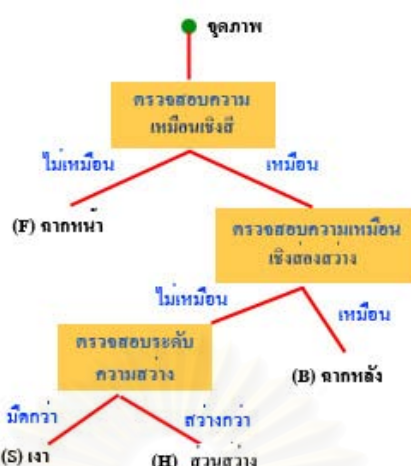 จุดภาพ
ตรวจสอบความ
เหมือนเชิงสี
ไม่เหมือน
เหมือน
(F) ฉากหน้า
ตรวจสอบความเหมือน
เชิงส่องสว่าง
ไม่เหมือน
เหมือน
ตรวจสอบระดับ
ความสว่าง
(B) ฉากหลัง
มืดกว่า
สว่างกว่า
(S) เงา
(H) ส่วนสว่าง